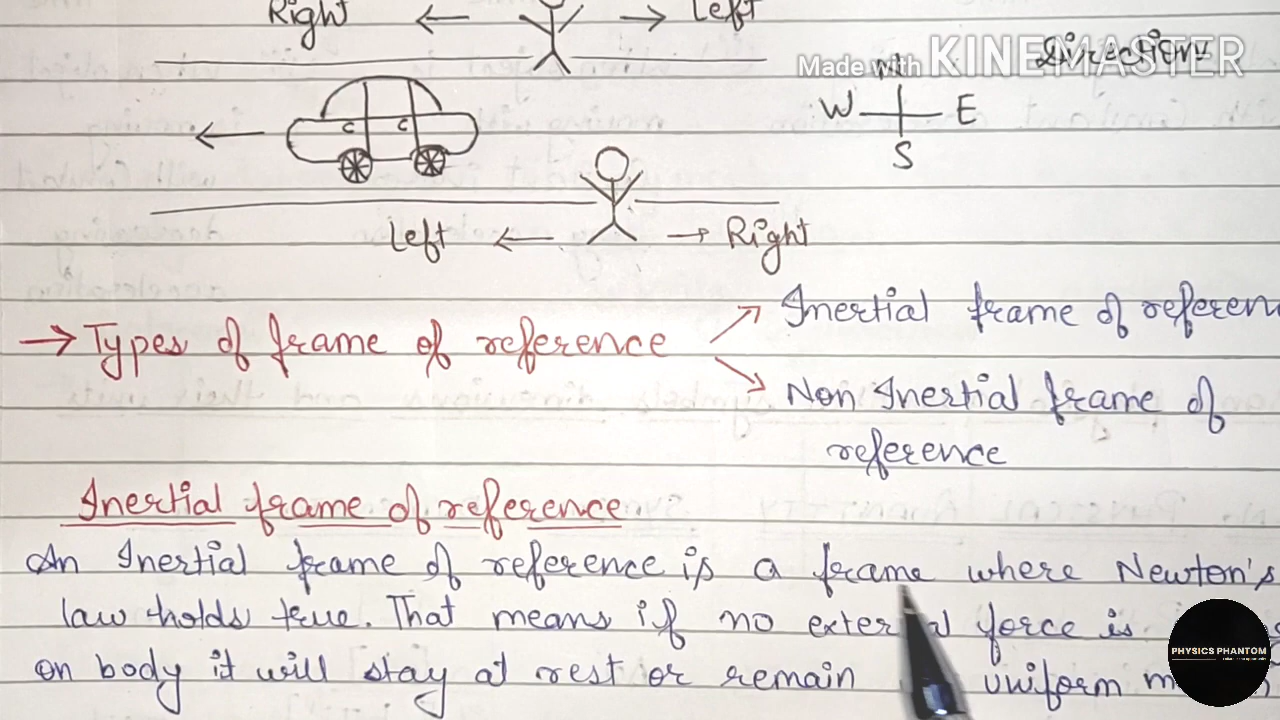 Right Left
Made with KINEMASTER
Direction
N
W E
S
C C
Left Right
→ Types of frame of reference
Inertial frame of referen
Non Inertial frame of
reference
Inertial frame of reference
An Inertial frame of reference is a frame where Newton's
law holds true. That means if no external force is
on body it will stay at rest or remain uniform
PHYSICS PHANTOM